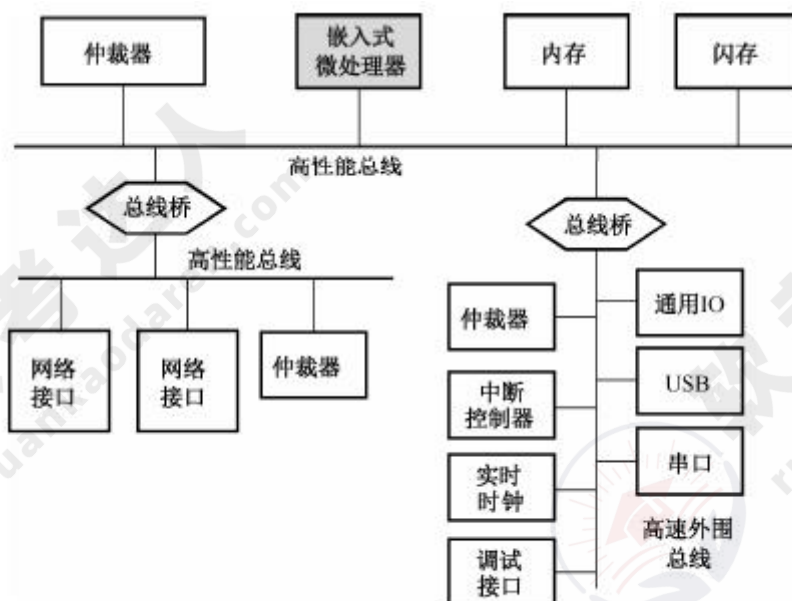 仲裁器
嵌入式
微处理器
内存
闪存
高性能总线
总线桥
总线桥
高性能总线
网络
接口
网络
接口
仲裁器
仲裁器
通用IO
中断
控制器
USB
实时
时钟
串口
调试
接口
高速外围
总线